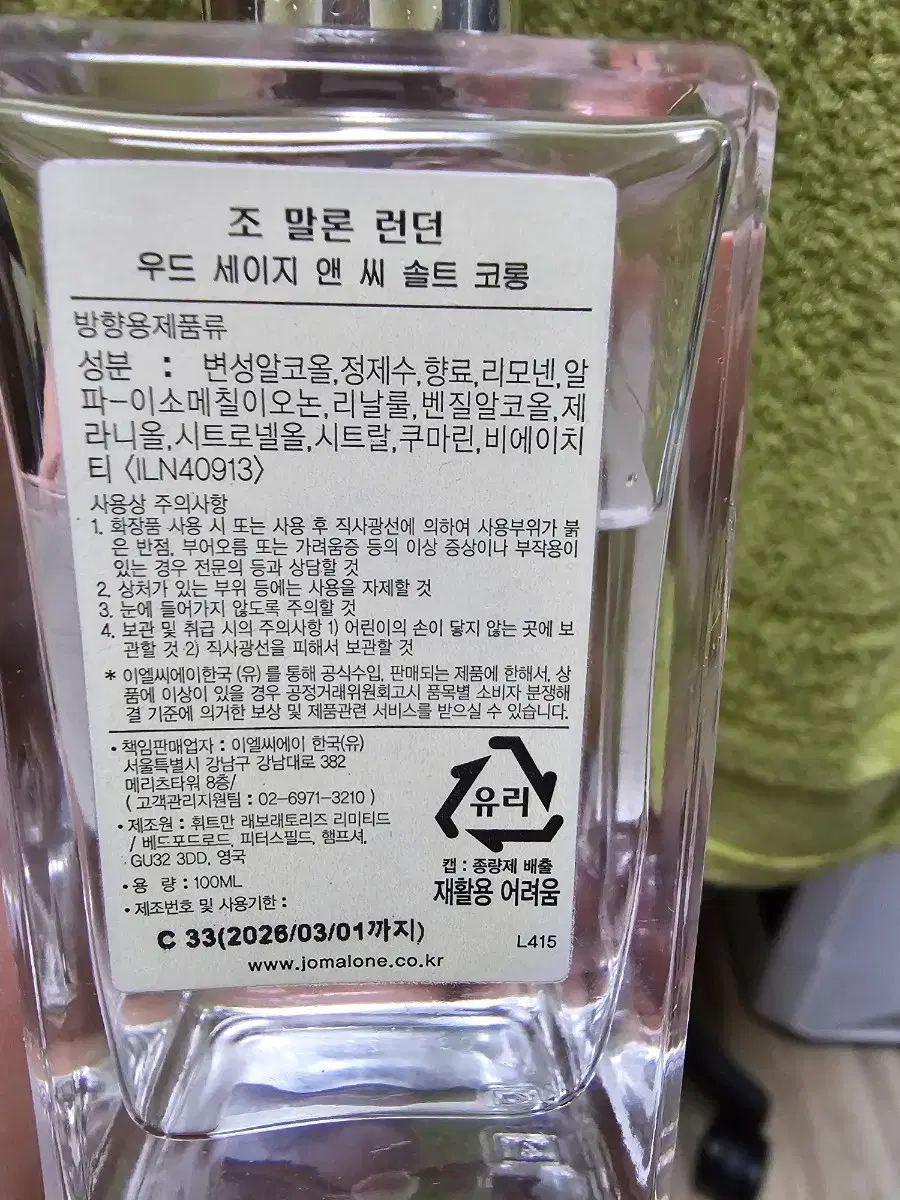 조 말론 런던
우드 세이지 앤 씨 솔트 코롱
방향용제품류
성분 : 변성알코올,정제수,향료,리모넨,알
파-이소메칠이오논,리날룰,벤질알코올,제
라니올,시트로넬올,시트랄,쿠마린,비에이치
티 〈ILN40913〉
사용상 주의사항
1. 화장품 사용 시 또는 사용 후 직사광선에 의하여 사용부위가 붉
은 반점, 부어오름 또는 가려움증 등의 이상 증상이나 부작용이
있는 경우 전문의 등과 상담할 것
2. 상처가 있는 부위 등에는 사용을 자제할 것
3. 눈에 들어가지 않도록 주의할 것
4. 보관 및 취급 시의 주의사항 1) 어린이의 손이 닿지 않는 곳에 보
관할 것 2) 직사광선을 피해서 보관할 것
* 이엘씨에이한국 (유) 를 통해 공식수입, 판매되는 제품에 한해서, 상
품에 이상이 있을 경우 공정거래위원회고시 품목별 소비자 분쟁해
결 기준에 의거한 보상 및 제품관련 서비스를 받으실 수 있습니다.
• 책임판매업자 : 이엘씨에이 한국(유)
서울특별시 강남구 강남대로 382
메리츠타워 8층/
( 고객관리지원팀 : 02-6971-3210 )
• 제조원 : 휘트만 래보래토리즈 리미티드
/ 베드포드로드, 피터스필드, 햄프셔,
GU32 3DD, 영국
• 용 량 : 100ML
• 제조번호 및 사용기한 :
C 33(2026/03/01까지)
www.jomalone.co.kr
유리
캡 : 종량제 배출
재활용 어려움
L415